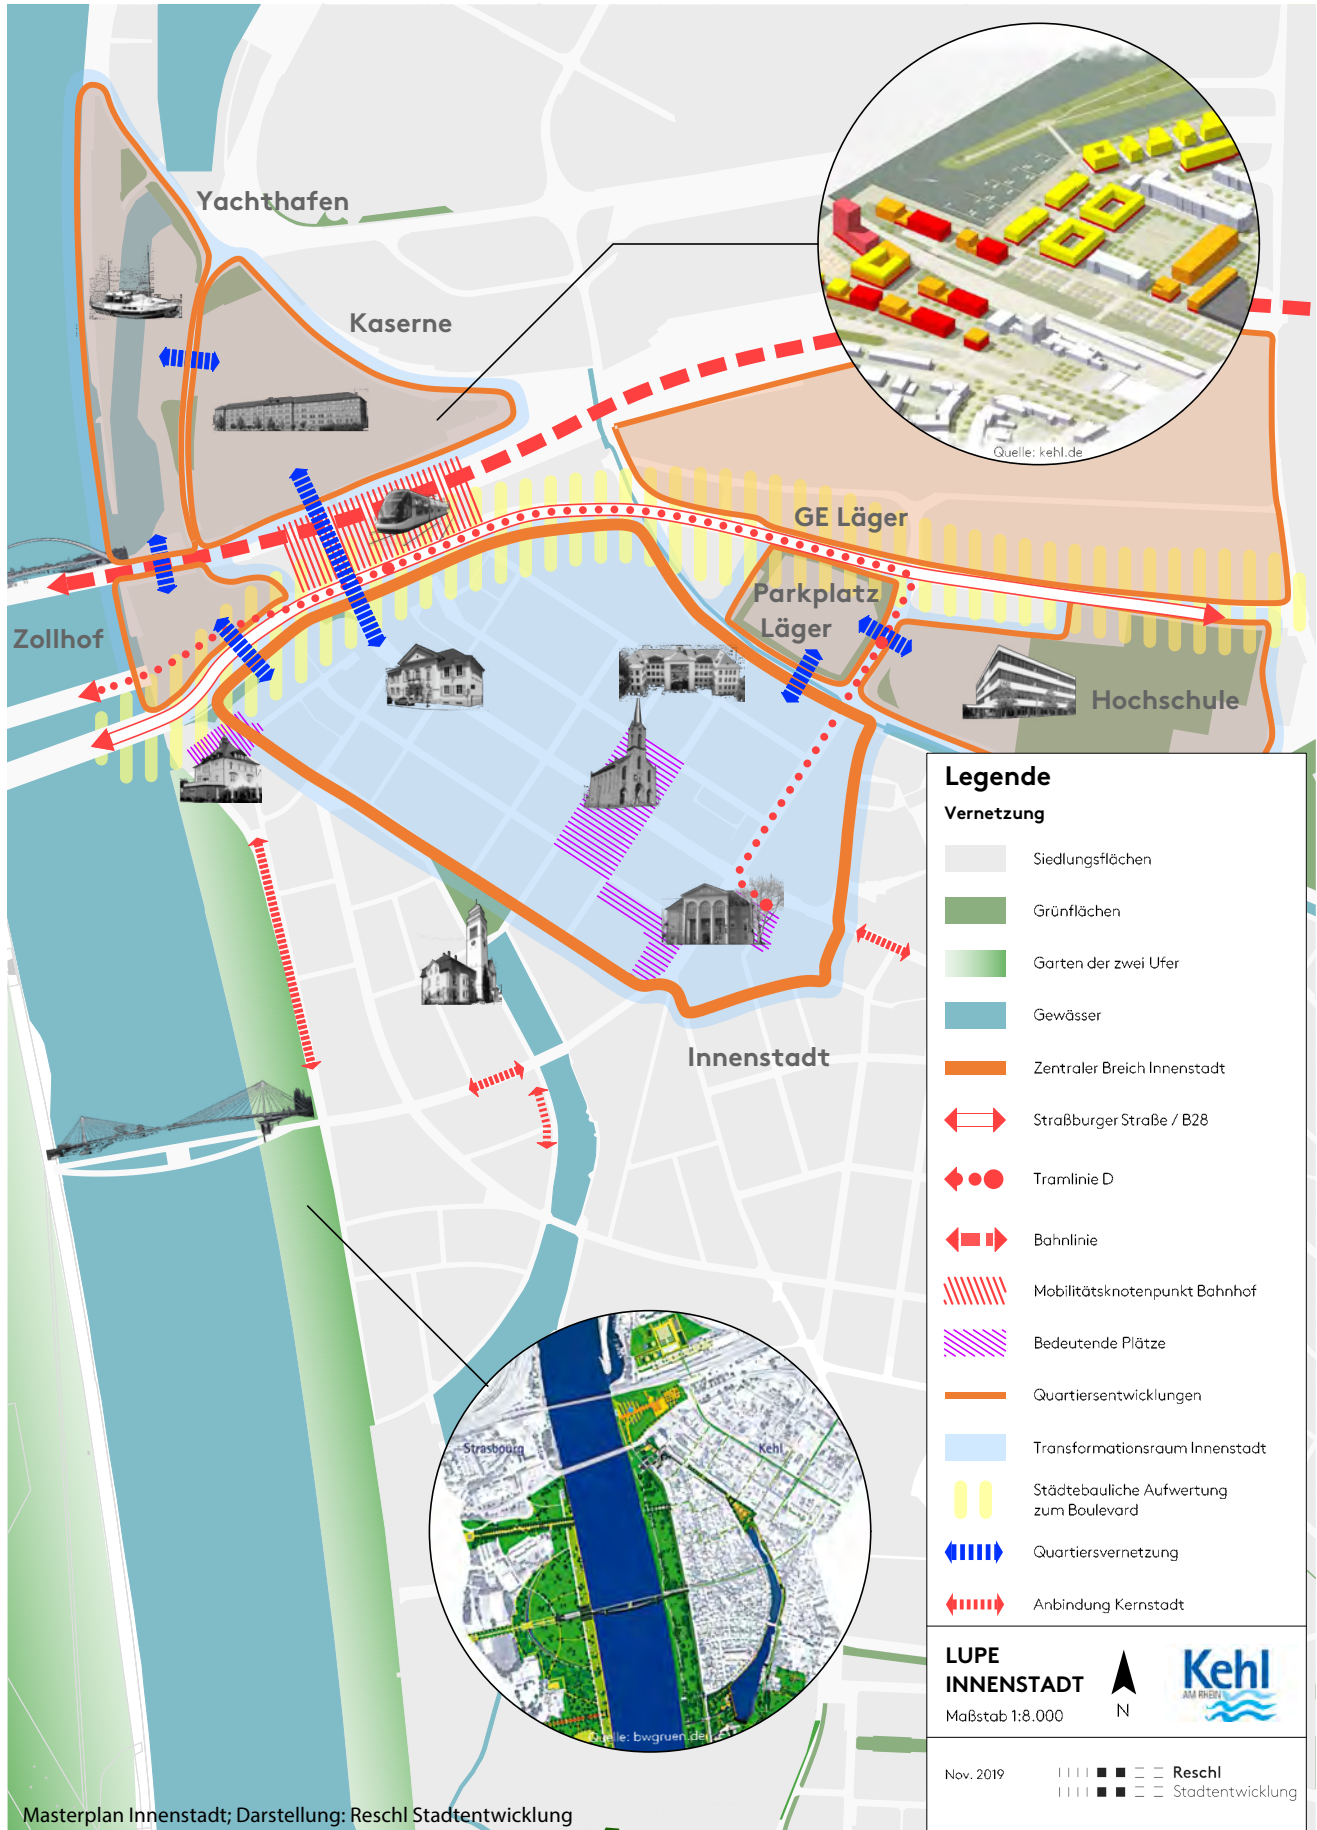 Yachthafen
Kaserne
Quelle: kehl.de
GE Läger
Parkplatz
Läger
Zollhof
Hochschule
Innenstadt
Legende
Vernetzung
Siedlungsflächen
Grünflächen
Garten der zwei Ufer
Gewässer
Zentraler Breich Innenstadt
Straßburger Straße / B28
Tramlinie D
Bahnlinie
Mobilitätsknotenpunkt Bahnhof
Bedeutende Plätze
Quartiersentwicklungen
Transformationsraum Innenstadt
Städtebauliche Aufwertung
zum Boulevard
Quartiersvernetzung
Anbindung Kernstadt
Strasbourg
Kehl
Quelle: bwgruen.de
LUPE
INNENSTADT
Maßstab 1:8.000
N
Kehl
AM RHEIN
Nov. 2019
Reschl
Stadtentwicklung
Masterplan Innenstadt; Darstellung: Reschl Stadtentwicklung